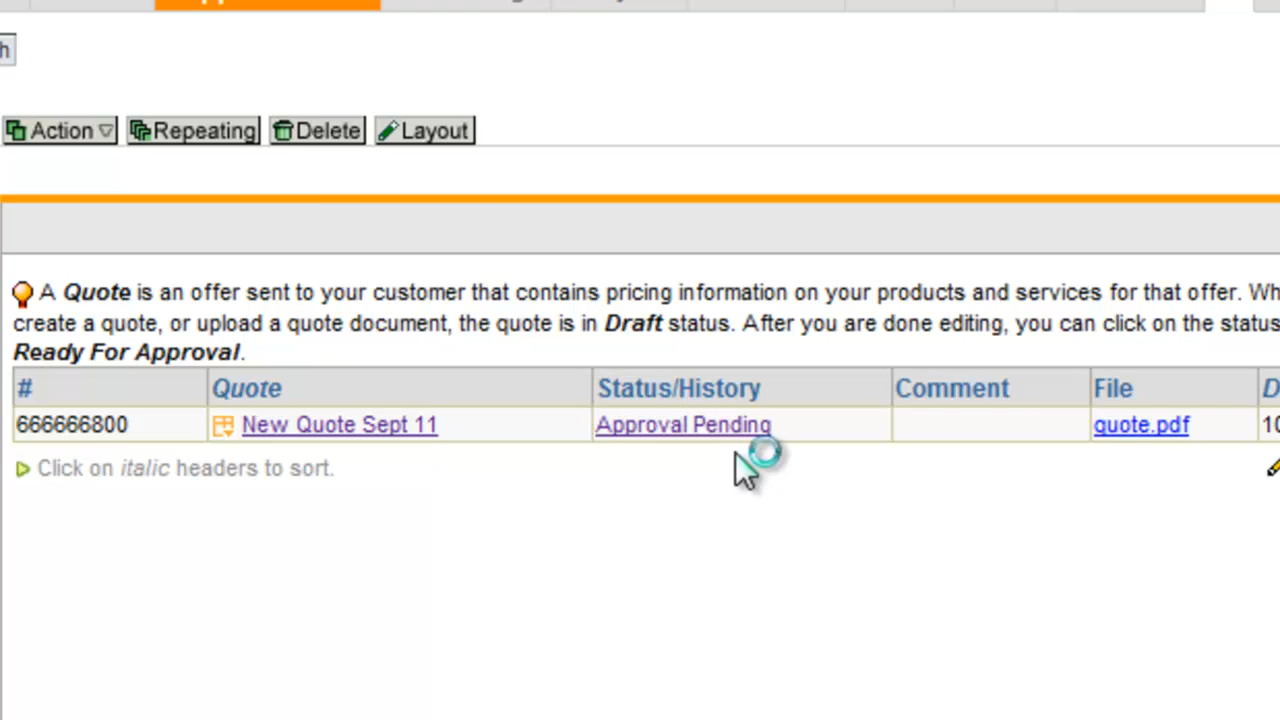 h
Action Repeating Delete Layout
A Quote is an offer sent to your customer that contains pricing information on your products and services for that offer. Wh
create a quote, or upload a quote document, the quote is in Draft status. After you are done editing, you can click on the status
Ready For Approval.
# Quote Status/History Comment File D
666666800 New Quote Sept 11 Approval Pending quote.pdf 10
Click on italic headers to sort.